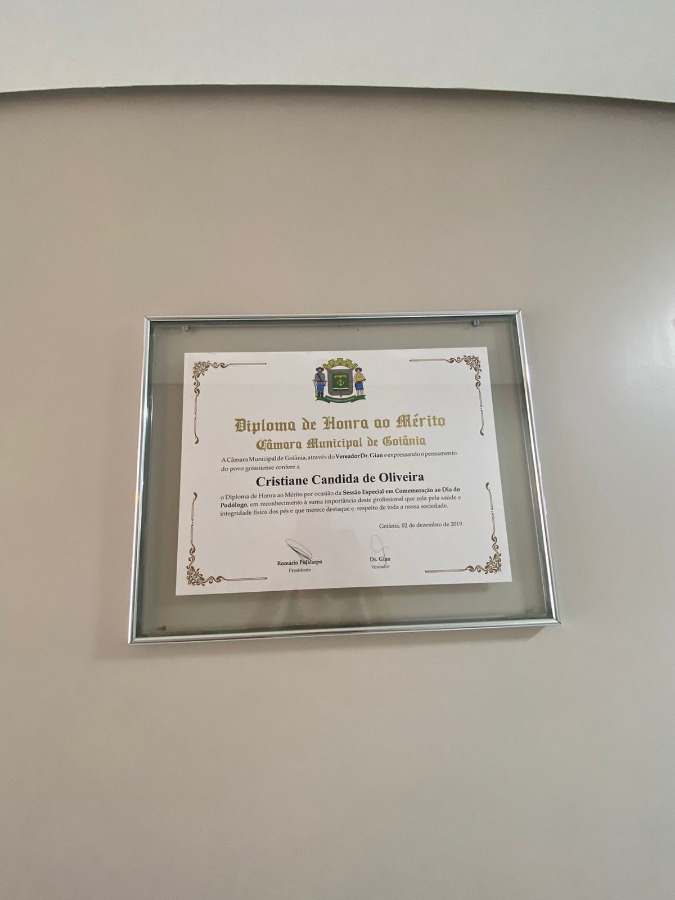 Diploma de Honra ao Mérito
Câmara Municipal de Goiânia
A Câmara Municipal de Goiânia, através do Vereador Dr. Gian e expressando o pensamento
do povo goianiense confere a
Cristiane Candida de Oliveira
o Diploma de Honra ao Mérito por ocasião da Sessão Especial em Comemoração ao Dia do
Podólogo, em reconhecimento à suma importância deste profissional que zela pela saúde e
integridade física dos pés e que merece destaque e respeito de toda a nossa sociedade.
Goiânia, 02 de dezembro de 2019.
Romário Policarpo
Presidente
Dr. Gian
Vereador